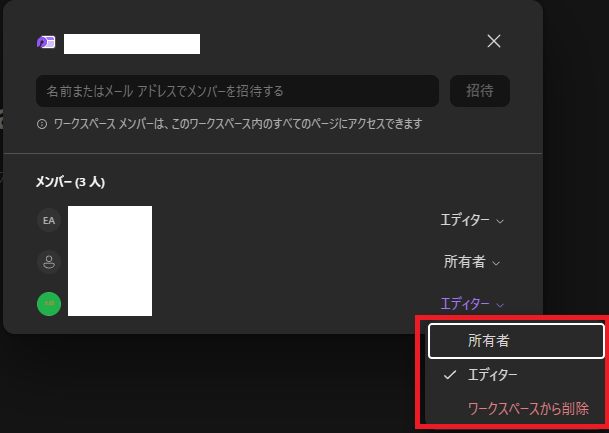 名前またはメール アドレスでメンバーを招待する
招待
ワークスペース メンバーは、このワークスペース内のすべてのページにアクセスできます
メンバー (3 人)
EA
エディター
所有者
エディター
所有者
エディター
ワークスペースから削除